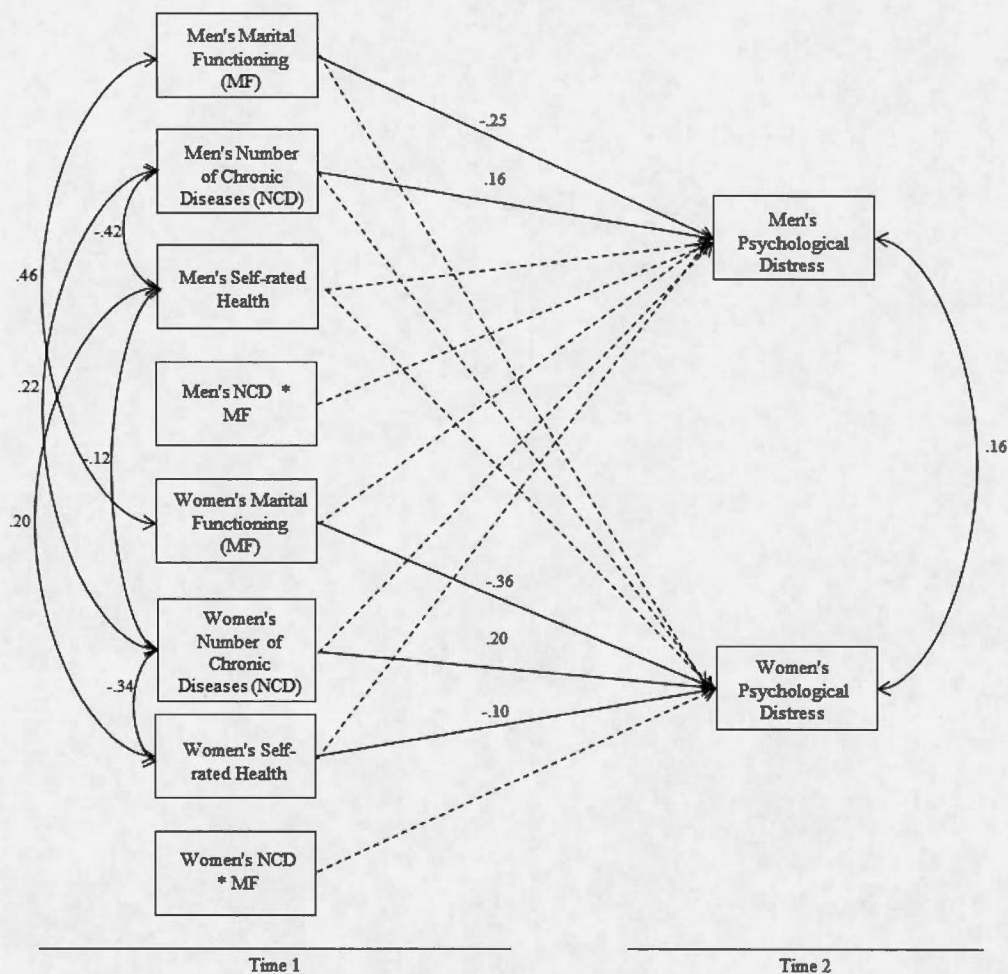 Men's Marital
Functioning
(MF)
-.25
Men's Number
of Chronic
Diseases (NCD)
.16
Men's
Psychological
Distress
-.42
.46
Men's Self-rated
Health
.22
Men's NCD *
MF
-.12
.16
.20
Women's Marital
Functioning
(MF)
-.36
Women's
Number of
Chronic
Diseases (NCD)
.20
Women's
Psychological
Distress
-.34
-.10
Women's Self-
rated Health
Women's NCD
* MF
Time 1
Time 2